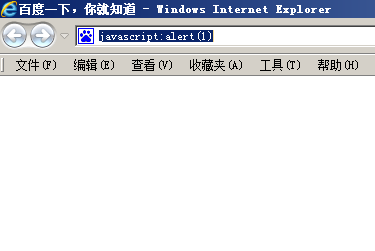 百度一下，你就知道 - Windows Internet Explorer
javascript:alert(1)
文件(F) 编辑(E) 查看(V) 收藏夹(A) 工具(T) 帮助(H)